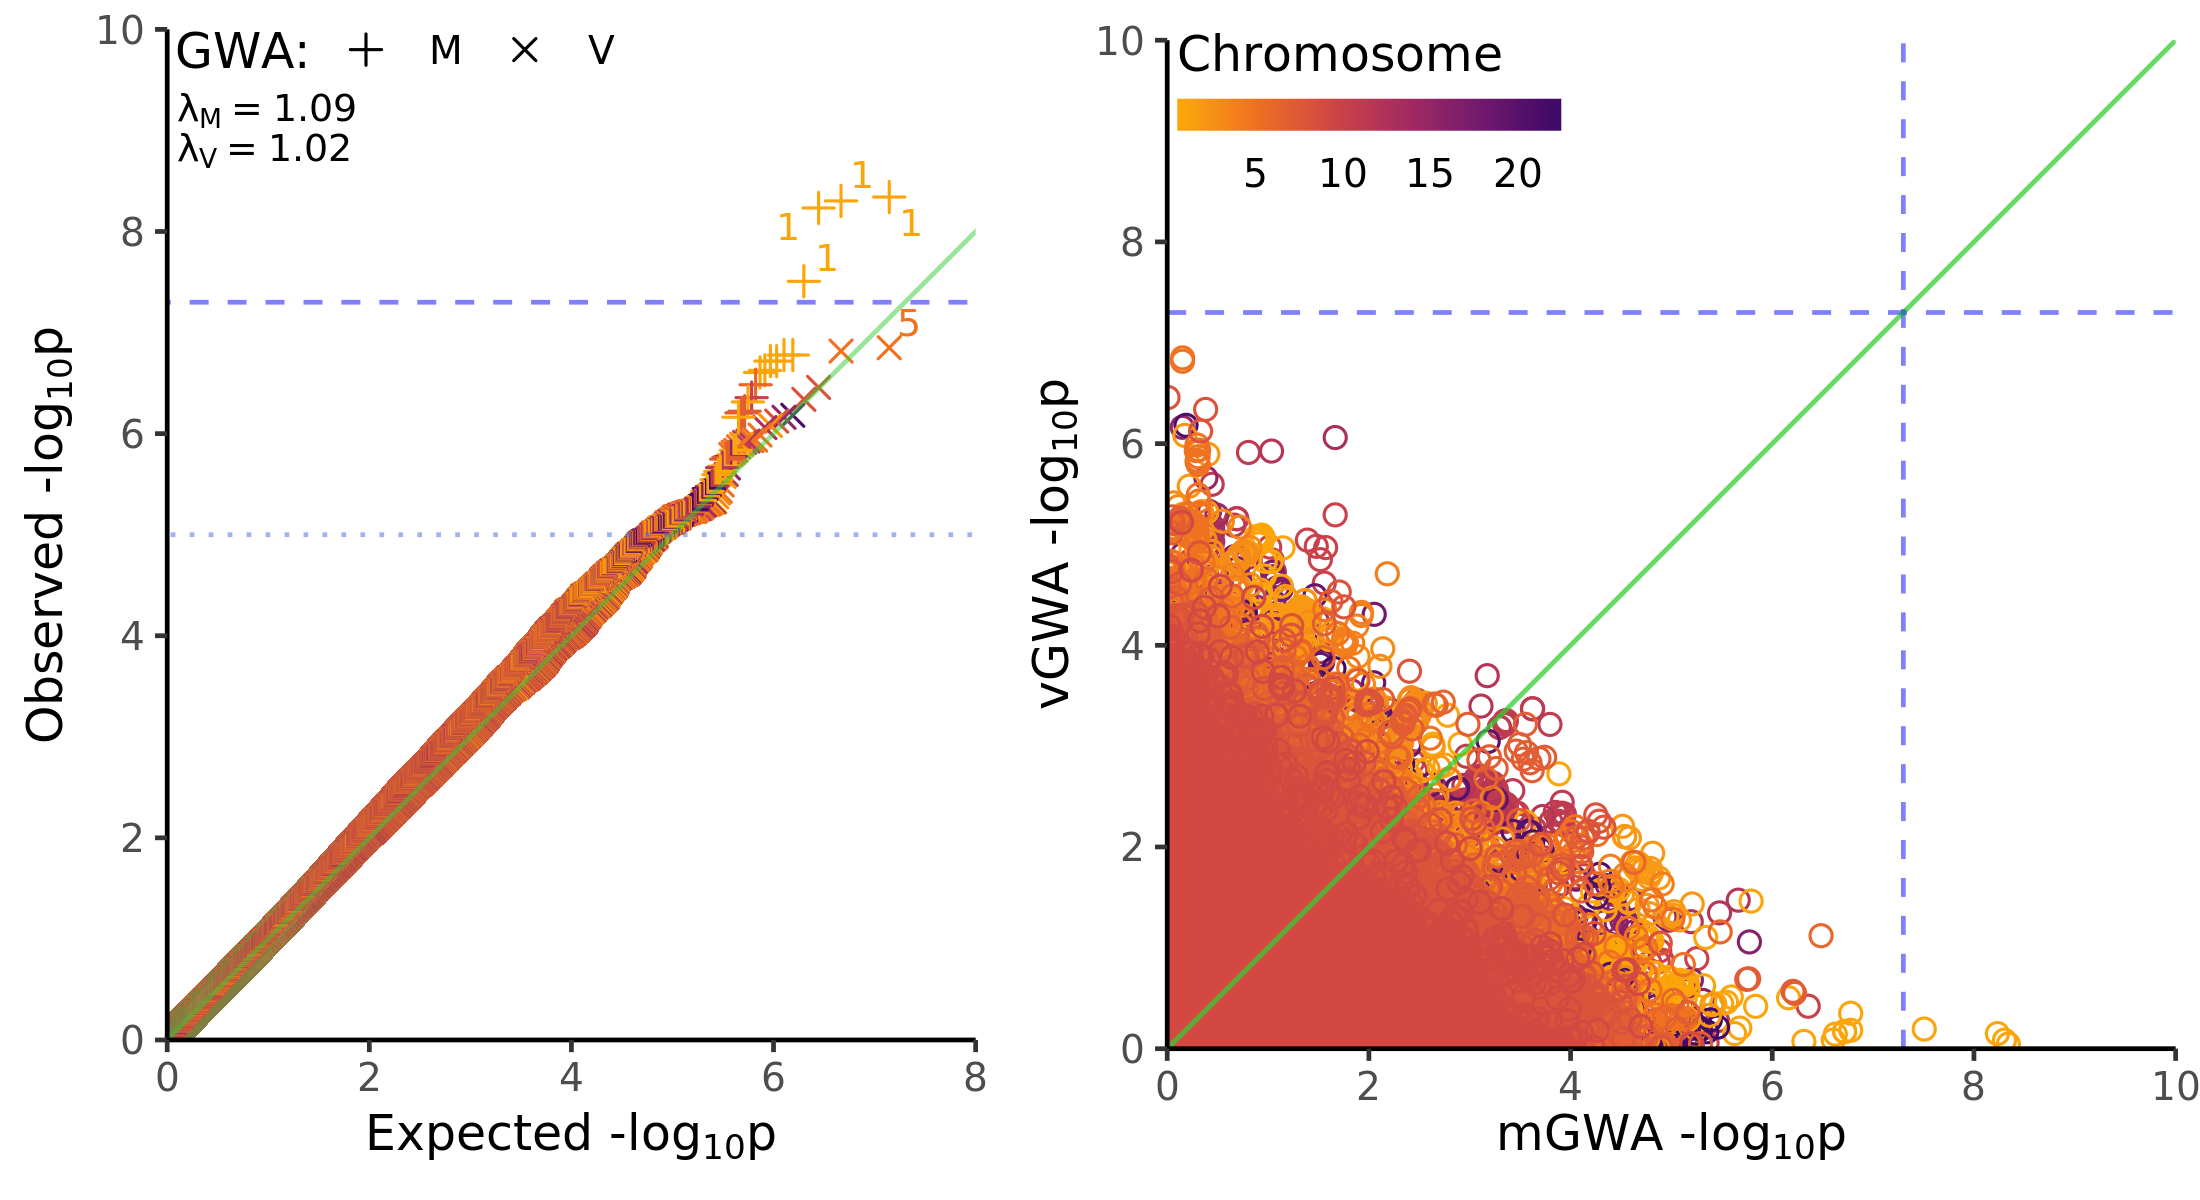 GWA: + M × V
λM = 1.09
λV = 1.02
10
8
6
4
2
0
0 2 4 6 8
1
1
1
1
5
Observed -log10p
Expected -log10p
Chromosome
5 10 15 20
10
8
6
4
2
0
0 2 4 6 8 10
vGWA -log10p
mGWA -log10p